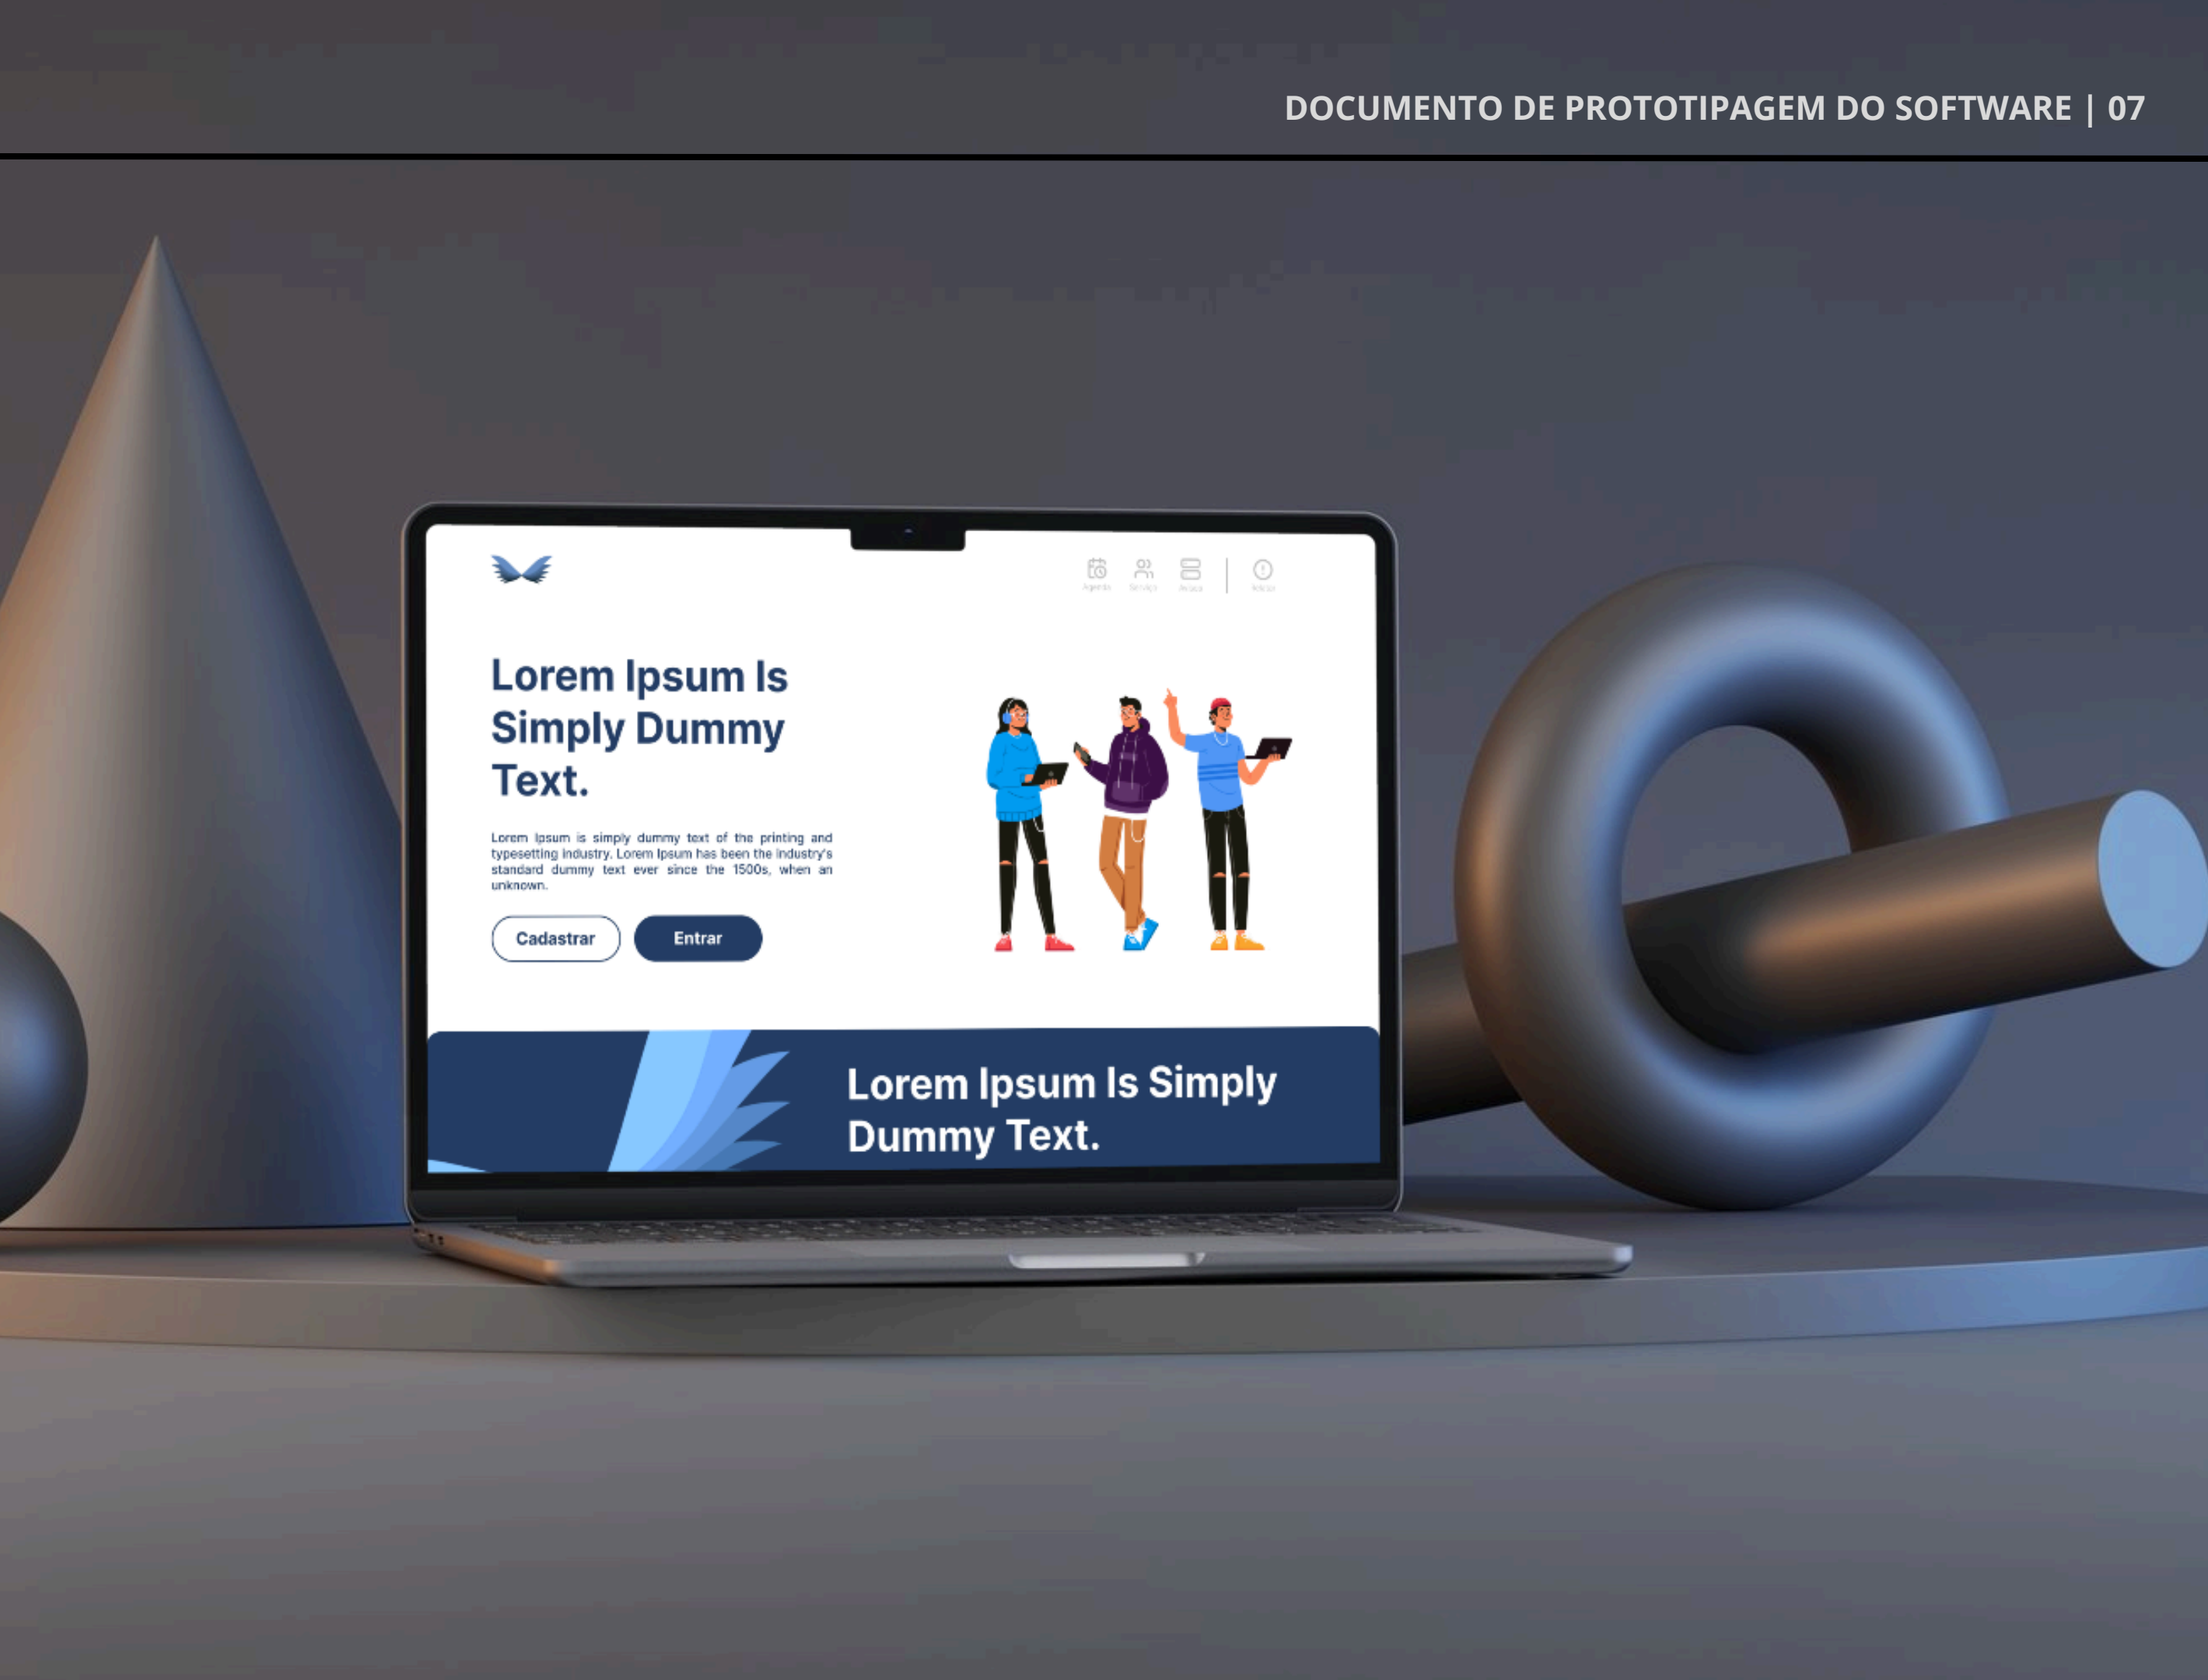 DOCUMENTO DE PROTOTIPAGEM DO SOFTWARE | 07
Agenda
Serviço
Lorem Ipsum Is
Simply Dummy
Text.
Lorem Ipsum is simply dummy text of the printing and
typesetting industry. Lorem Ipsum has been the industry's
standard dummy text ever since the 1500s, when an
unknown.
Cadastrar
Entrar
Lorem Ipsum Is Simply
Dummy Text.